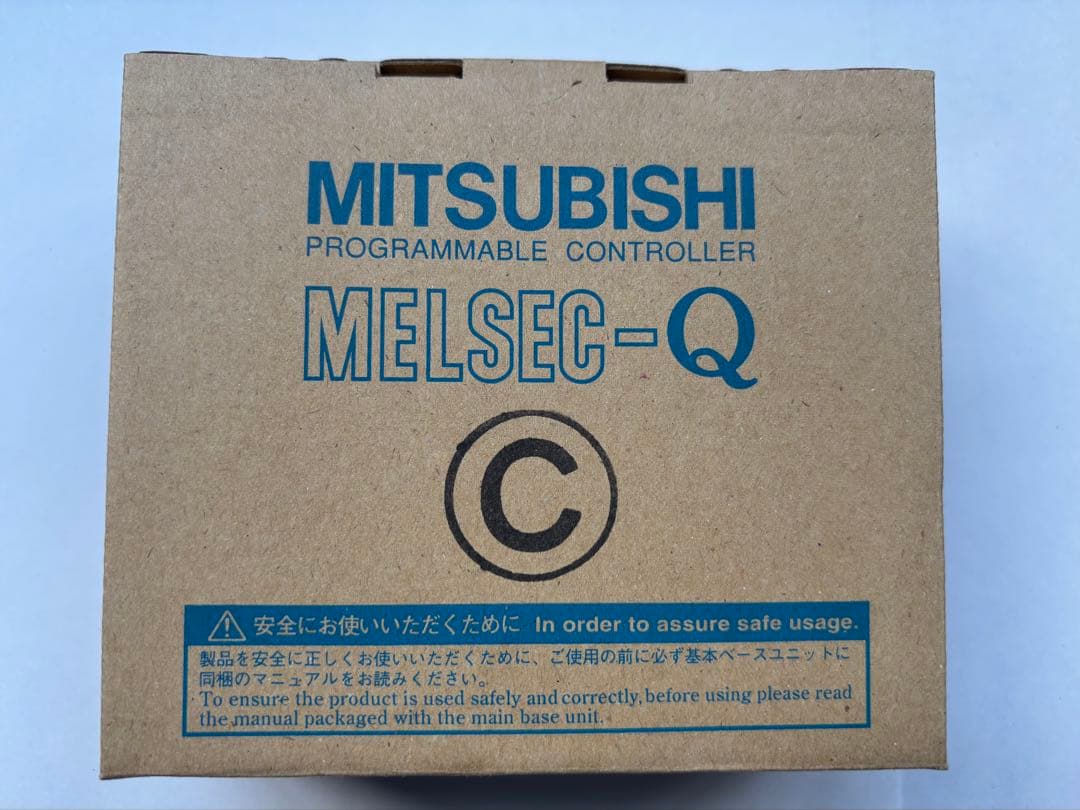 MITSUBISHI
PROGRAMMABLE CONTROLLER
MELSEC-Q
C
安全にお使いいただくために In order to assure safe usage.
製品を安全に正しくお使いいただくために、ご使用の前に必ず基本ベースユニットに
同梱のマニュアルをお読みください。
To ensure the product is used safely and correctly, before using please read
the manual packaged with the main base unit.